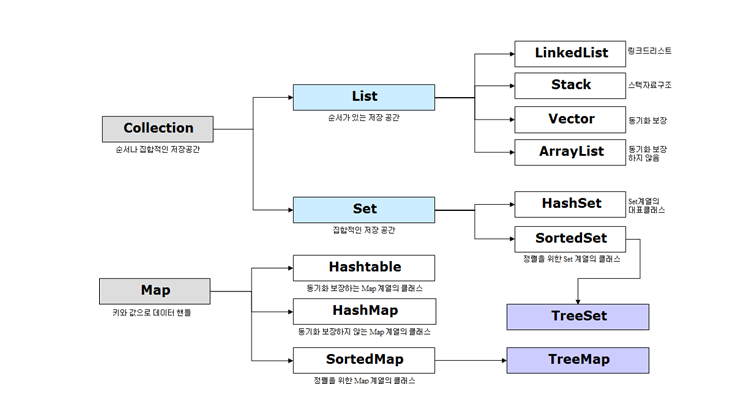 LinkedList
링크드리스트
List
순서가 있는 저장 공간
Stack
스택자료구조
Collection
순서나 집합적인 저장공간
Vector
동기화 보장
ArrayList
동기화 보장
하지 않음
Set
집합적인 저장 공간
HashSet
Set계열의
대표클래스
SortedSet
정렬을 위한 Set 계열의 클래스
Hashtable
동기화 보장하는 Map 계열의 클래스
Map
키와 값으로 데이터 핸들
HashMap
동기화 보장하지 않는 Map 계열의 클래스
TreeSet
SortedMap
정렬을 위한 Map 계열의 클래스
TreeMap